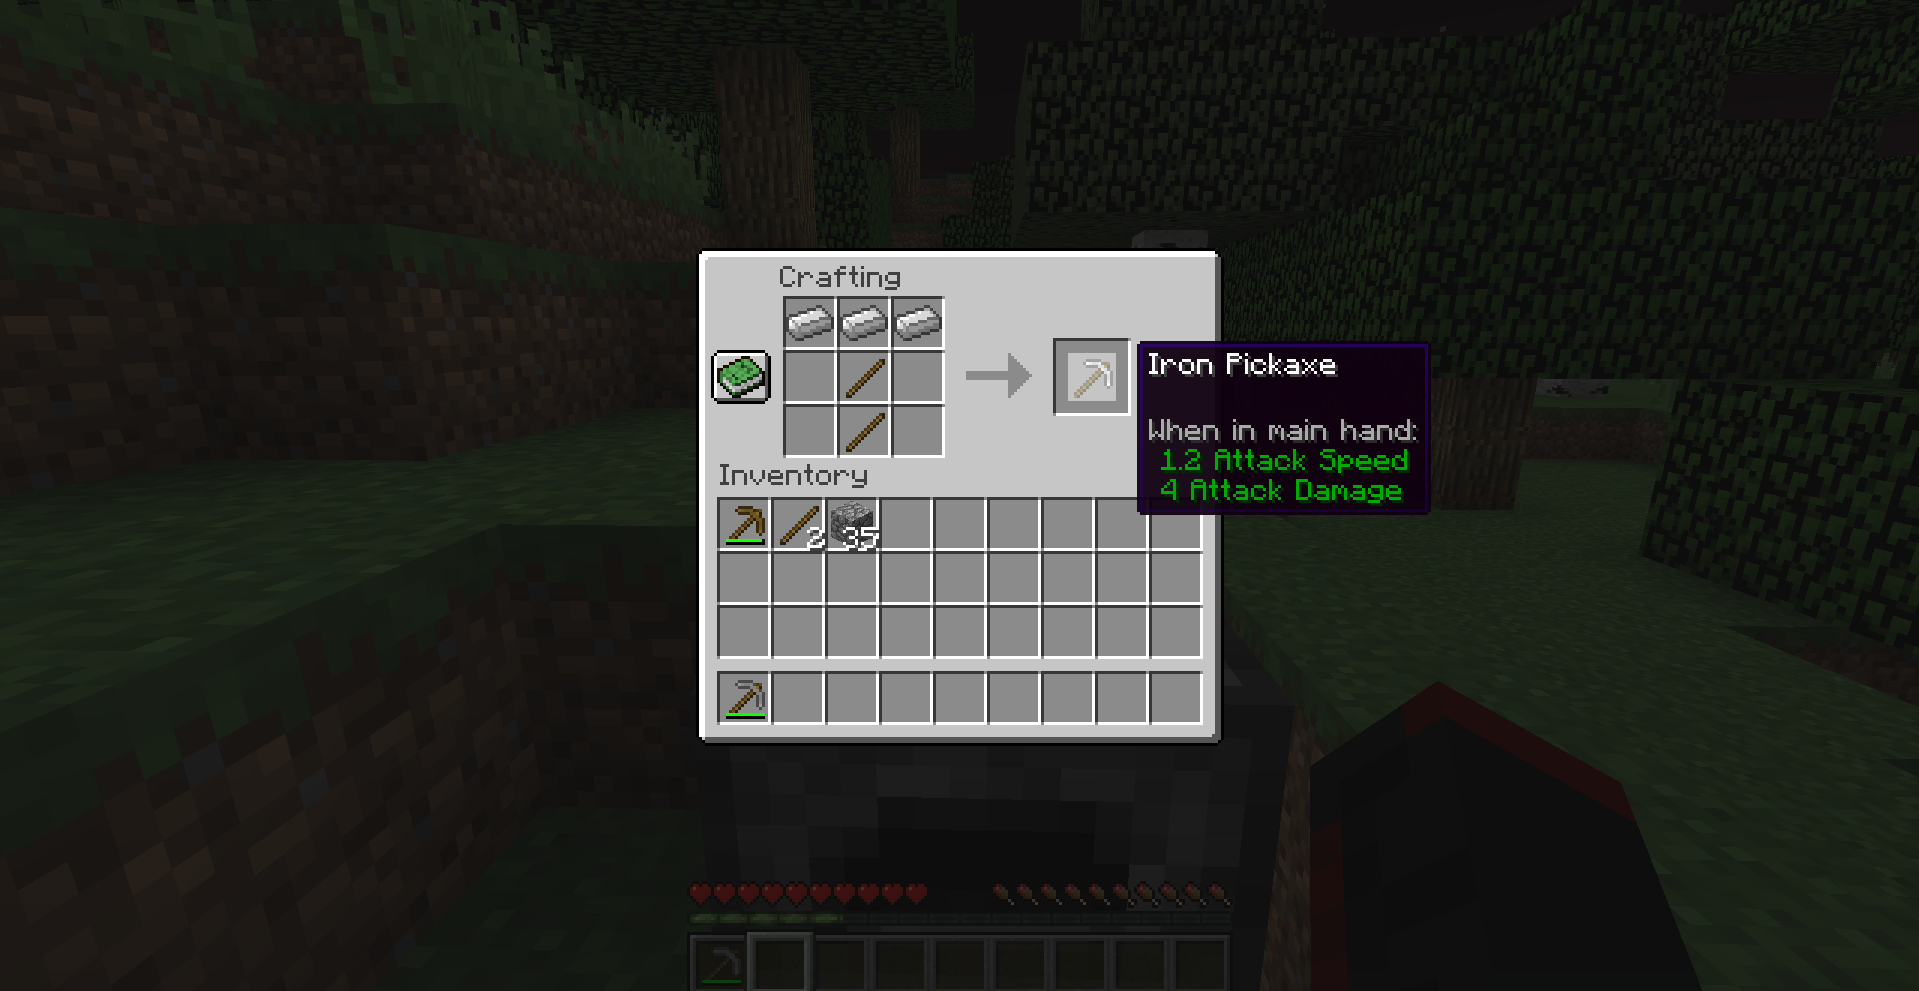 Crafting
Iron Pickaxe
When in main hand:
1.2 Attack Speed
4 Attack Damage
Inventory
2
35